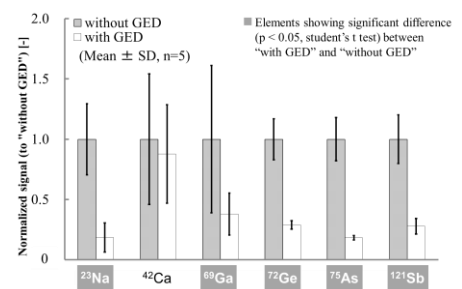 2.0
1.5
1.0
0.5
0
Normalized signal (to "without GED") [-]
without GED
with GED
(Mean ± SD, n=5)
Elements showing significant difference
(p < 0.05, student's t test) between
"with GED" and "without GED"
²³Na ⁴²Ca ⁶⁹Ga ⁷²Ge ⁷⁵As ¹²¹Sb